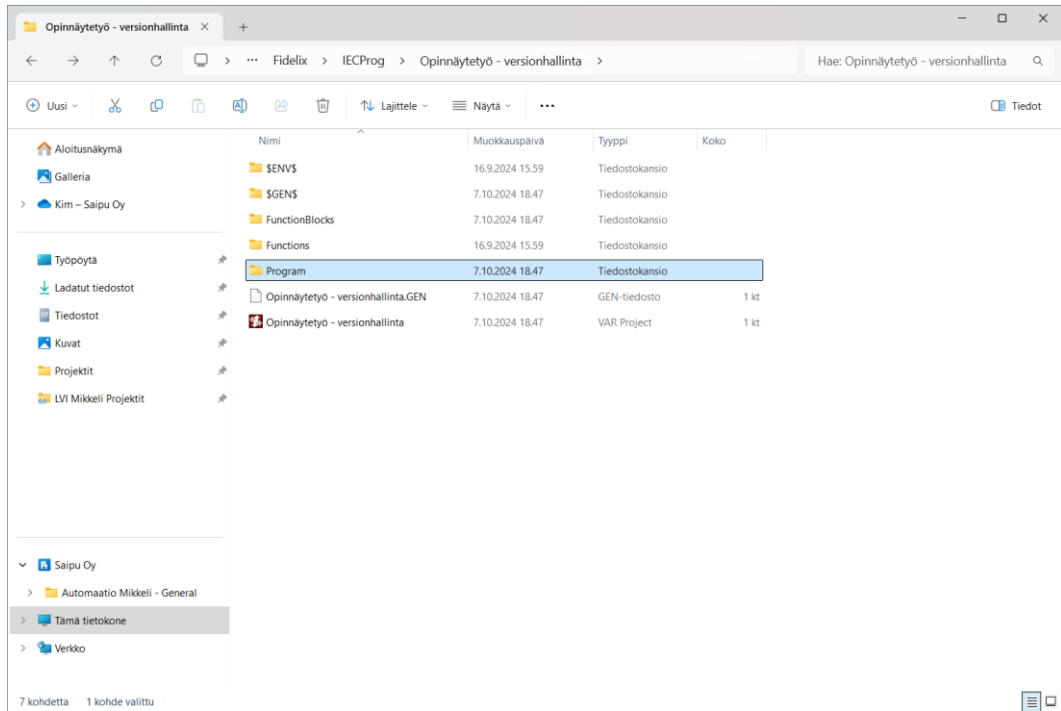 Opinnäytetyö - versionhallinta
Fidelix > IECProg > Opinnäytetyö - versionhallinta >
Hae: Opinnäytetyö - versionhallinta
Uusi
Lajittele
Näytä
Tiedot
Aloitusnäkymä
Galleria
Kim – Saipu Oy
Työpöytä
Ladatut tiedostot
Tiedostot
Kuvat
Projektit
LVI Mikkeli Projektit
Saipu Oy
Automaatio Mikkeli - General
Tämä tietokone
Verkko
Nimi Muokkauspäivä Tyyppi Koko
$ENV$ 16.9.2024 15.59 Tiedostokansio
$GEN$ 7.10.2024 18.47 Tiedostokansio
FunctionBlocks 7.10.2024 18.47 Tiedostokansio
Functions 16.9.2024 15.59 Tiedostokansio
Program 7.10.2024 18.47 Tiedostokansio
Opinnäytetyö - versionhallinta.GEN 7.10.2024 18.47 GEN-tiedosto 1 kt
Opinnäytetyö - versionhallinta 7.10.2024 18.47 VAR Project 1 kt
7 kohdetta 1 kohde valittu